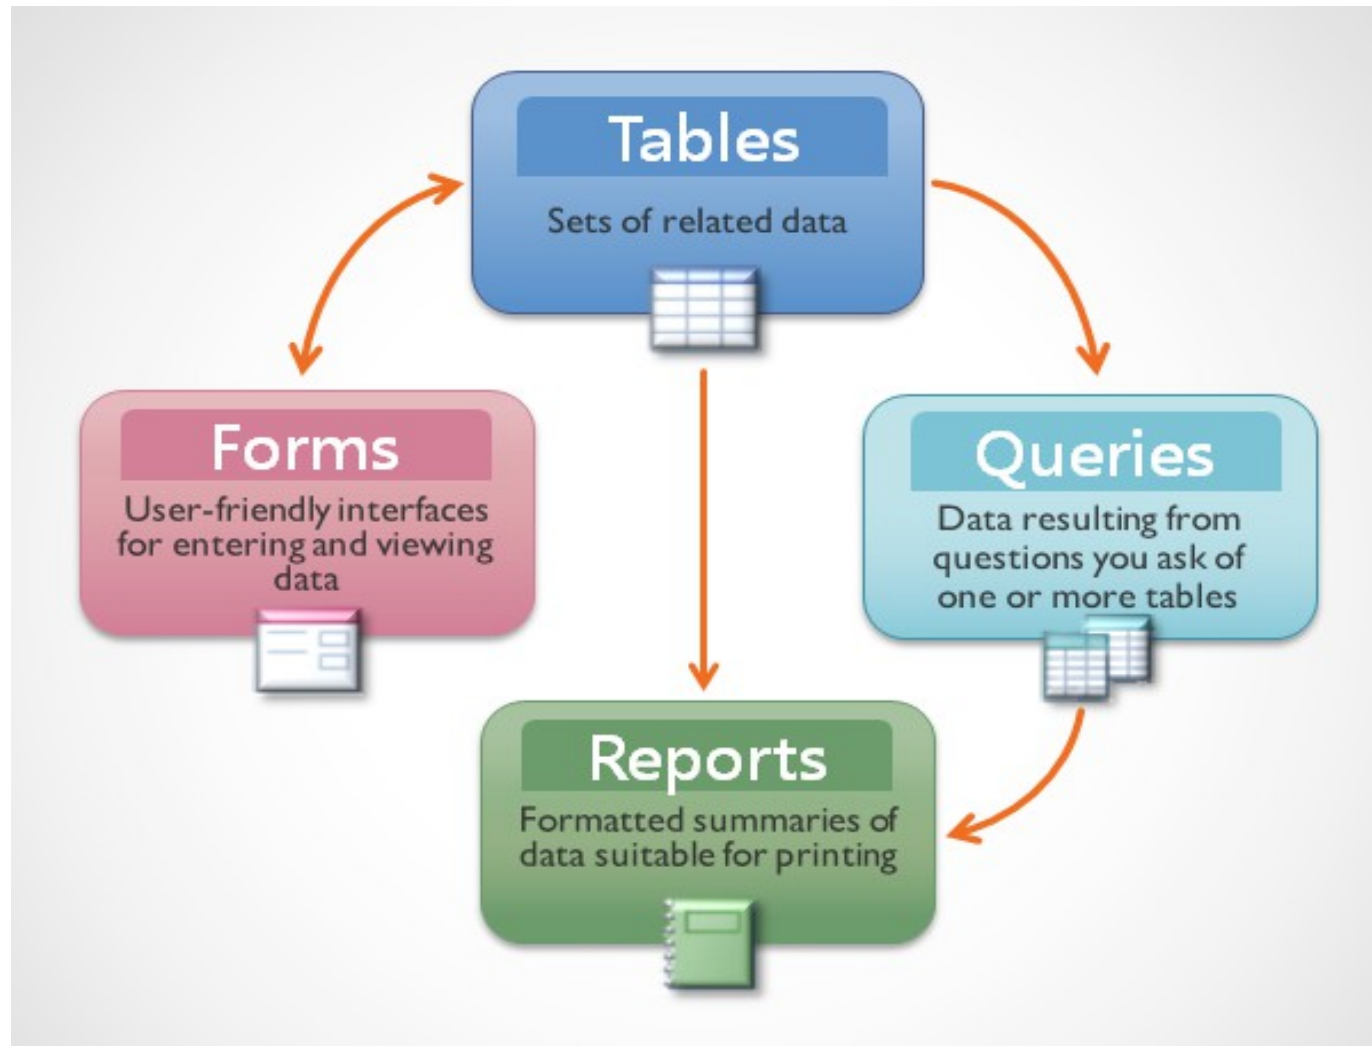 Tables
Sets of related data
Forms
User-friendly interfaces
for entering and viewing
data
Queries
Data resulting from
questions you ask of
one or more tables
Reports
Formatted summaries of
data suitable for printing